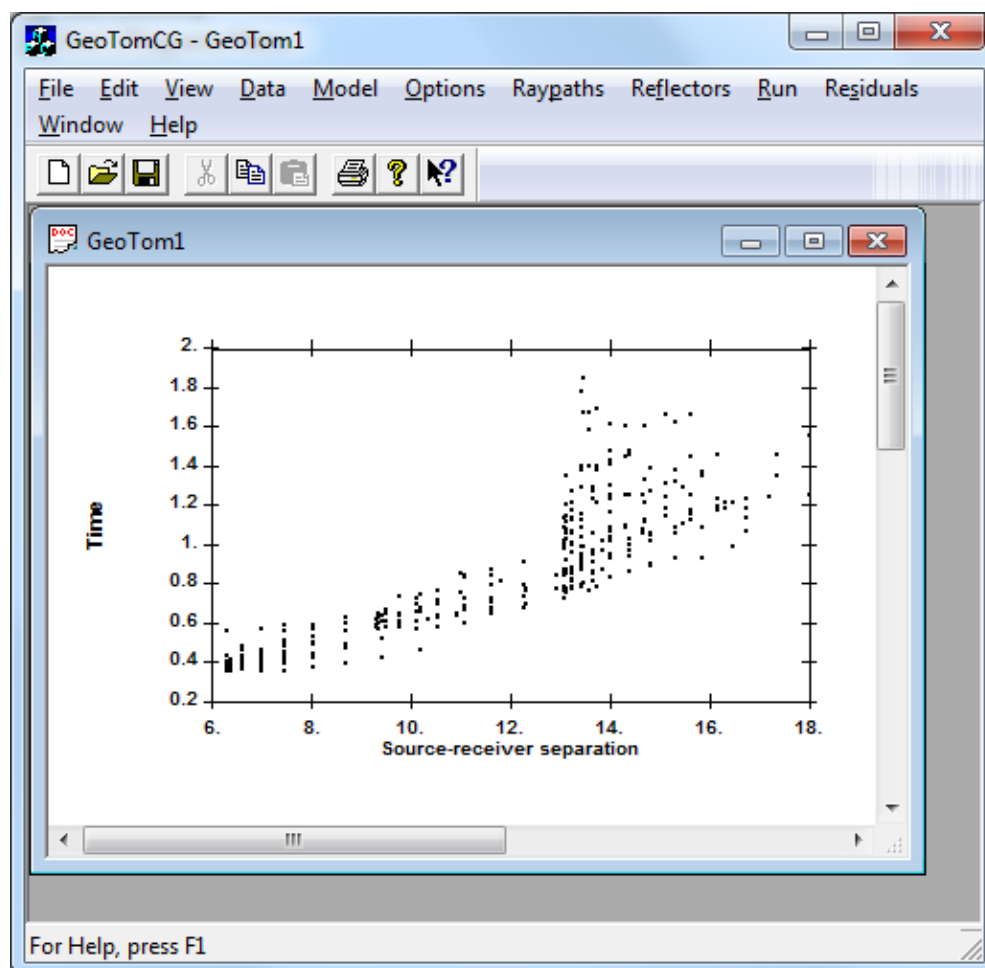 GeoTomCG - GeoTom1
File Edit View Data Model Options Raypaths Reflectors Run Residuals
Window Help
DOC
GeoTom1
2.
1.8
1.6
1.4
1.2
1.
0.8
0.6
0.4
0.2
Time
6. 8. 10. 12. 14. 16. 18.
Source-receiver separation
For Help, press F1